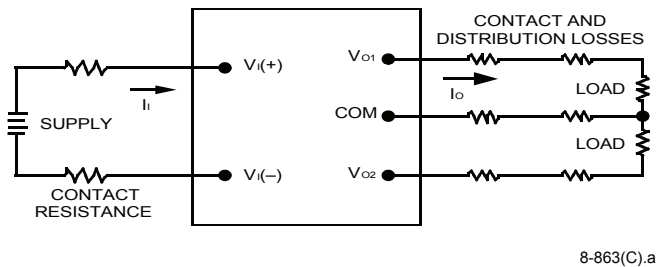 CONTACT AND
DISTRIBUTION LOSSES
VI(+)
VO1
II
IO
LOAD
SUPPLY
COM
LOAD
VI(–)
VO2
CONTACT
RESISTANCE
8-863(C).a